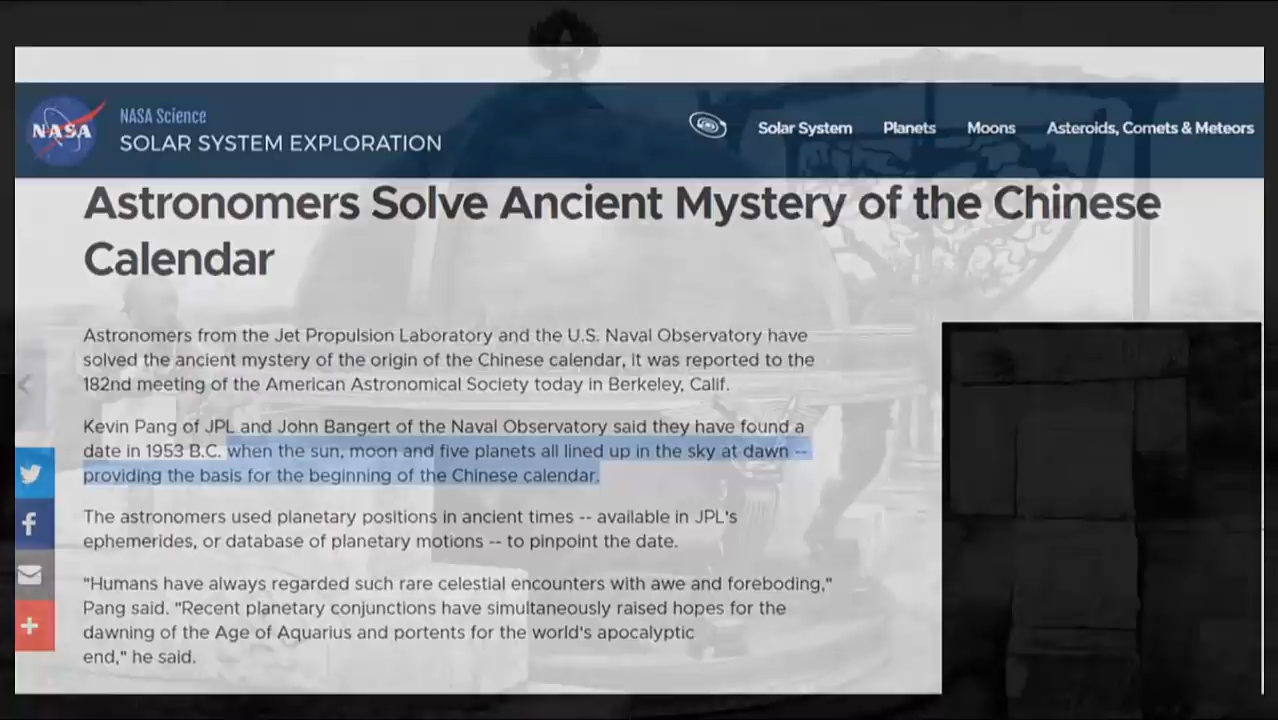 NASA
NASA Science
SOLAR SYSTEM EXPLORATION
Solar System
Planets
Moons
Asteroids, Comets & Meteors
Astronomers Solve Ancient Mystery of the Chinese
Calendar
Astronomers from the Jet Propulsion Laboratory and the U.S. Naval Observatory have
solved the ancient mystery of the origin of the Chinese calendar, it was reported to the
182nd meeting of the American Astronomical Society today in Berkeley, Calif.
Kevin Pang of JPL and John Bangert of the Naval Observatory said they have found a
date in 1953 B.C. when the sun, moon and five planets all lined up in the sky at dawn --
providing the basis for the beginning of the Chinese calendar.
The astronomers used planetary positions in ancient times -- available in JPL's
ephemerides, or database of planetary motions -- to pinpoint the date.
"Humans have always regarded such rare celestial encounters with awe and foreboding,"
Pang said. "Recent planetary conjunctions have simultaneously raised hopes for the
dawning of the Age of Aquarius and portents for the world's apocalyptic
end," he said.